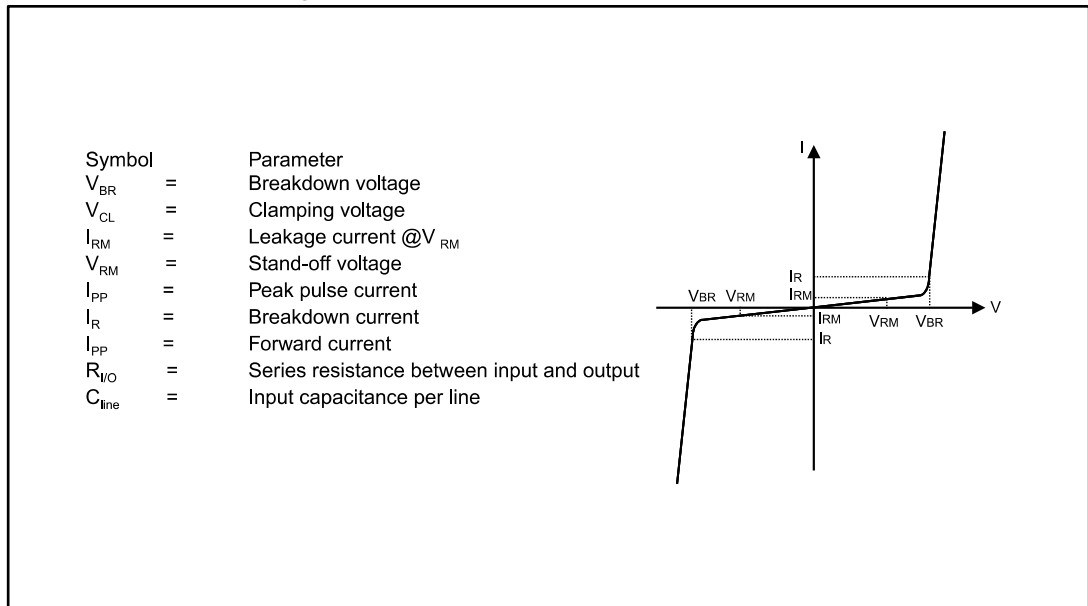 Symbol Parameter
VBR = Breakdown voltage
VCL = Clamping voltage
IRM = Leakage current @VRM
VRM = Stand-off voltage
IPP = Peak pulse current
IR = Breakdown current
IPP = Forward current
RI/O = Series resistance between input and output
Cline = Input capacitance per line
I
IR
VBR VRM IRM
V
IRM VRM VBR
IR